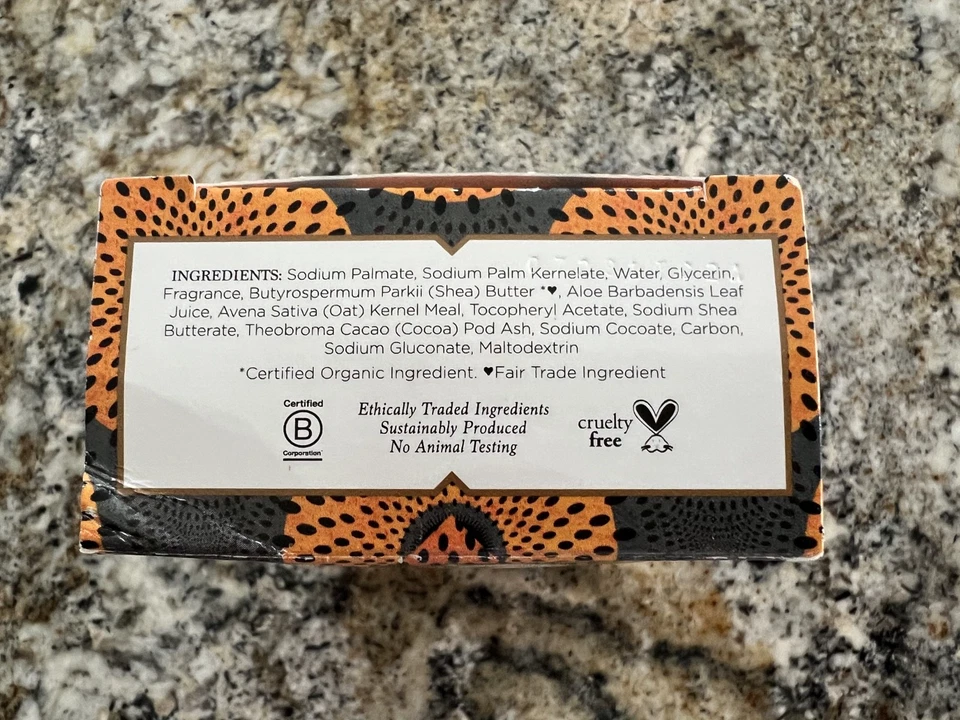 INGREDIENTS: Sodium Palmate, Sodium Palm Kernelate, Water, Glycerin,
Fragrance, Butyrospermum Parkii (Shea) Butter *♥, Aloe Barbadensis Leaf
Juice, Avena Sativa (Oat) Kernel Meal, Tocopheryl Acetate, Sodium Shea
Butterate, Theobroma Cacao (Cocoa) Pod Ash, Sodium Cocoate, Carbon,
Sodium Gluconate, Maltodextrin
*Certified Organic Ingredient. ♥Fair Trade Ingredient
Certified
B
Corporation
Ethically Traded Ingredients
Sustainably Produced
No Animal Testing
cruelty
free